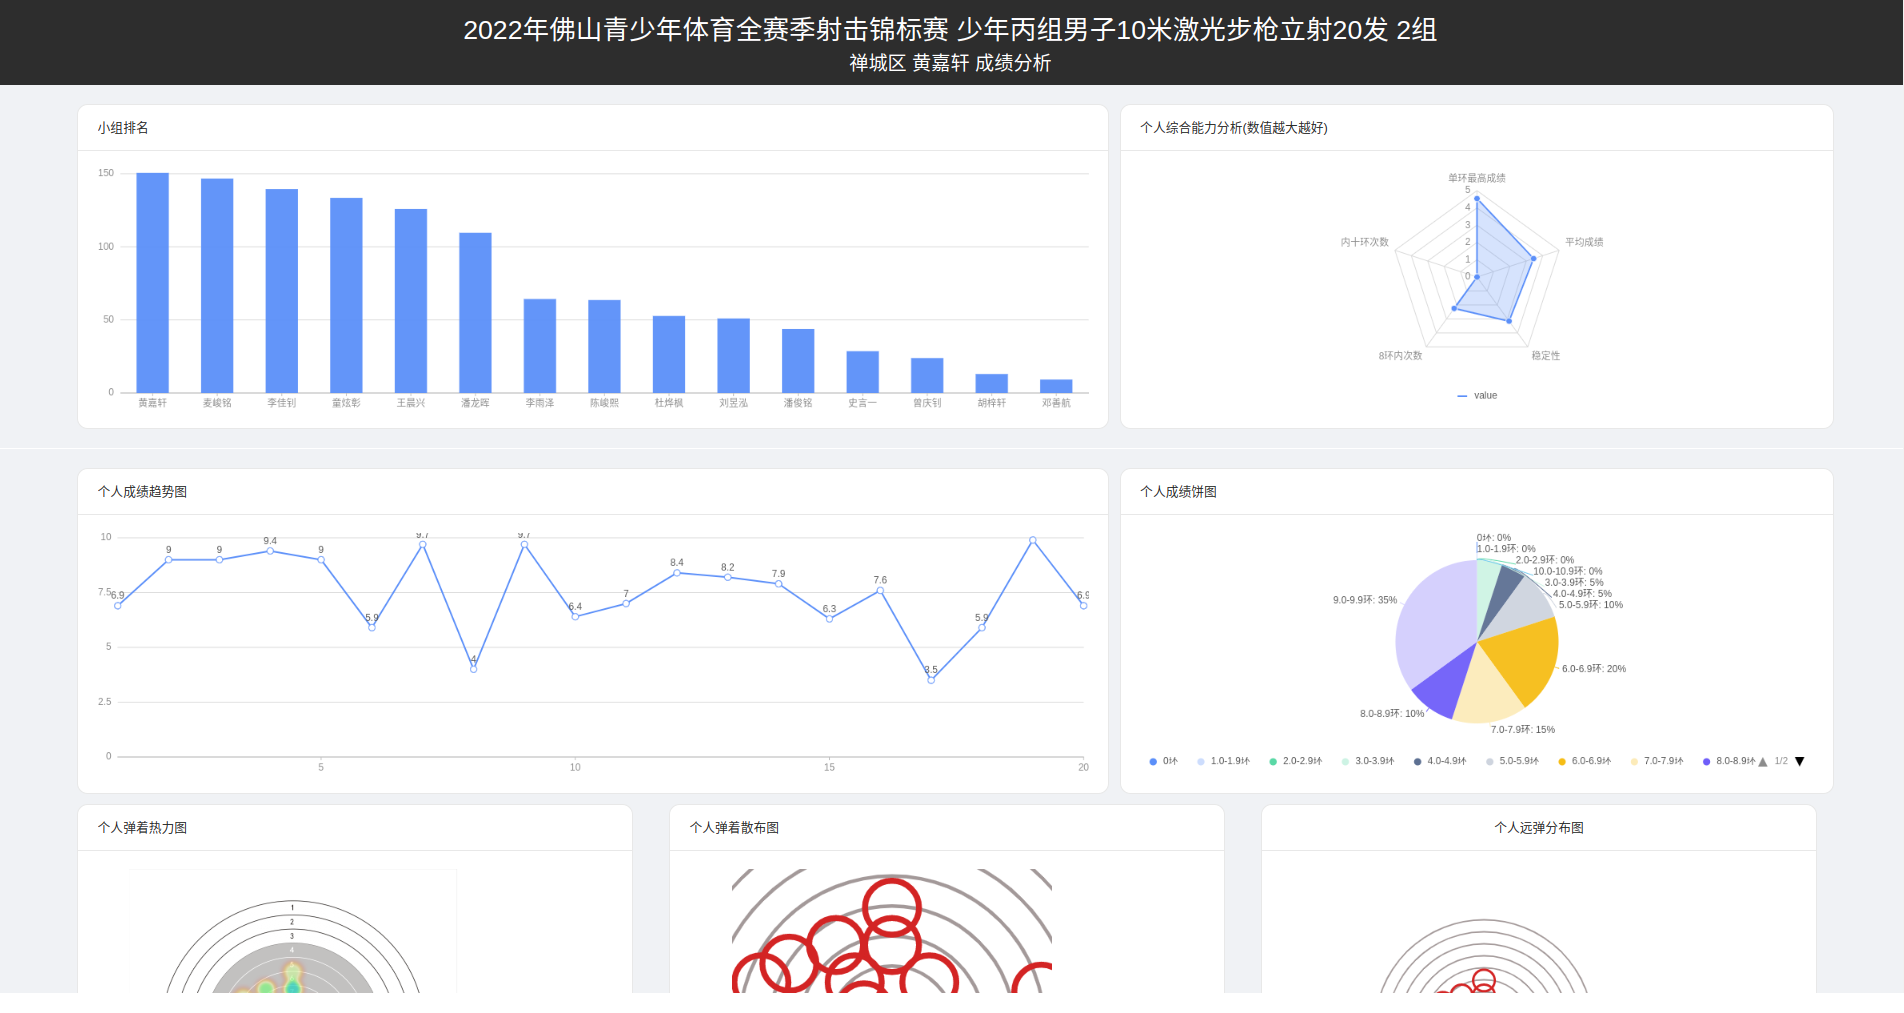 2022年佛山青少年体育全赛季射击锦标赛 少年丙组男子10米激光步枪立射20发 2组
禅城区 黄嘉轩 成绩分析
小组排名
150
100
50
0
黄嘉轩 麦峻铭 李佳钊 童炫彰 王晨兴 潘龙晖 李雨泽 陈峻熙 杜烨枫 刘昱泓 潘俊铭 史言一 曾庆钊 胡梓轩 邓善航
个人综合能力分析(数值越大越好)
单环最高成绩
5
4
3
2
1
0
内十环次数
平均成绩
8环内次数
稳定性
value
个人成绩趋势图
10
7.5
5
2.5
0
6.9 9 9 9.4 9 5.9 9.7 4 9.7 6.4 7 8.4 8.2 7.9 6.3 7.6 3.5 5.9 6.9
5 10 15 20
个人成绩饼图
0环: 0%
1.0-1.9环: 0%
2.0-2.9环: 0%
10.0-10.9环: 0%
3.0-3.9环: 5%
4.0-4.9环: 5%
5.0-5.9环: 10%
9.0-9.9环: 35%
6.0-6.9环: 20%
8.0-8.9环: 10%
7.0-7.9环: 15%
0环 1.0-1.9环 2.0-2.9环 3.0-3.9环 4.0-4.9环 5.0-5.9环 6.0-6.9环 7.0-7.9环 8.0-8.9环 1/2
个人弹着热力图
1
2
3
4
个人弹着散布图
个人远弹分布图